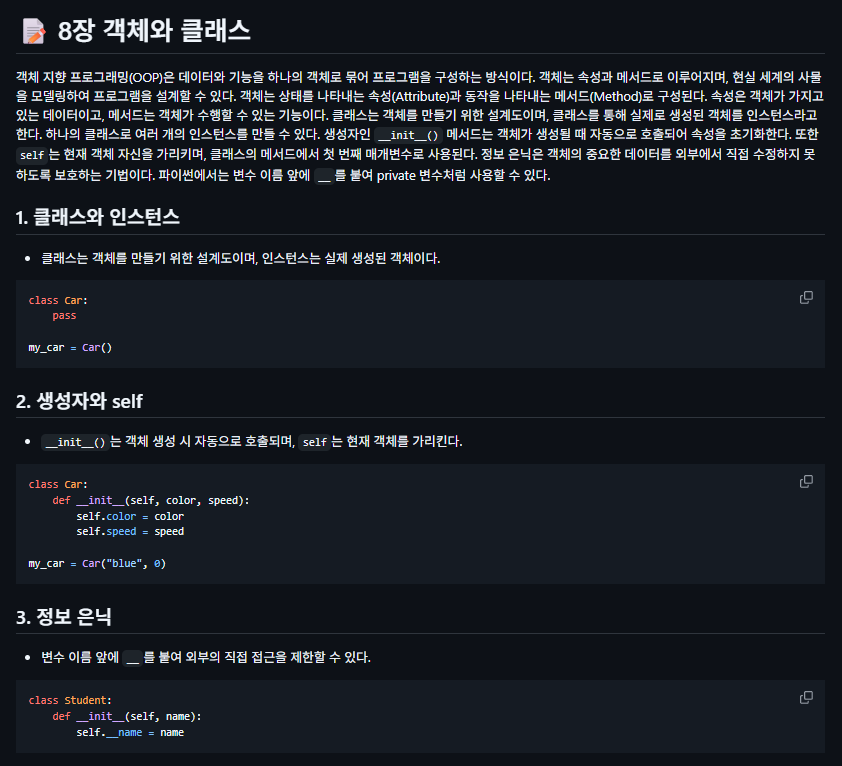 📝 8장 객체와 클래스
객체 지향 프로그래밍(OOP)은 데이터와 기능을 하나의 객체로 묶어 프로그램을 구성하는 방식이다. 객체는 속성과 메서드로 이루어지며, 현실 세계의 사물
을 모델링하여 프로그램을 설계할 수 있다. 객체는 상태를 나타내는 속성(Attribute)과 동작을 나타내는 메서드(Method)로 구성된다. 속성은 객체가 가지고
있는 데이터이고, 메서드는 객체가 수행할 수 있는 기능이다. 클래스는 객체를 만들기 위한 설계도이며, 클래스를 통해 실제로 생성된 객체를 인스턴스라고
한다. 하나의 클래스로 여러 개의 인스턴스를 만들 수 있다. 생성자인 __init__() 메서드는 객체가 생성될 때 자동으로 호출되어 속성을 초기화한다. 또한
self 는 현재 객체 자신을 가리키며, 클래스의 메서드에서 첫 번째 매개변수로 사용된다. 정보 은닉은 객체의 중요한 데이터를 외부에서 직접 수정하지 못
하도록 보호하는 기법이다. 파이썬에서는 변수 이름 앞에 __ 를 붙여 private 변수처럼 사용할 수 있다.
1. 클래스와 인스턴스
• 클래스는 객체를 만들기 위한 설계도이며, 인스턴스는 실제 생성된 객체이다.
class Car:
    pass
my_car = Car()
2. 생성자와 self
• __init__() 는 객체 생성 시 자동으로 호출되며, self 는 현재 객체를 가리킨다.
class Car:
    def __init__(self, color, speed):
        self.color = color
        self.speed = speed
my_car = Car("blue", 0)
3. 정보 은닉
• 변수 이름 앞에 __ 를 붙여 외부의 직접 접근을 제한할 수 있다.
class Student:
    def __init__(self, name):
        self.__name = name